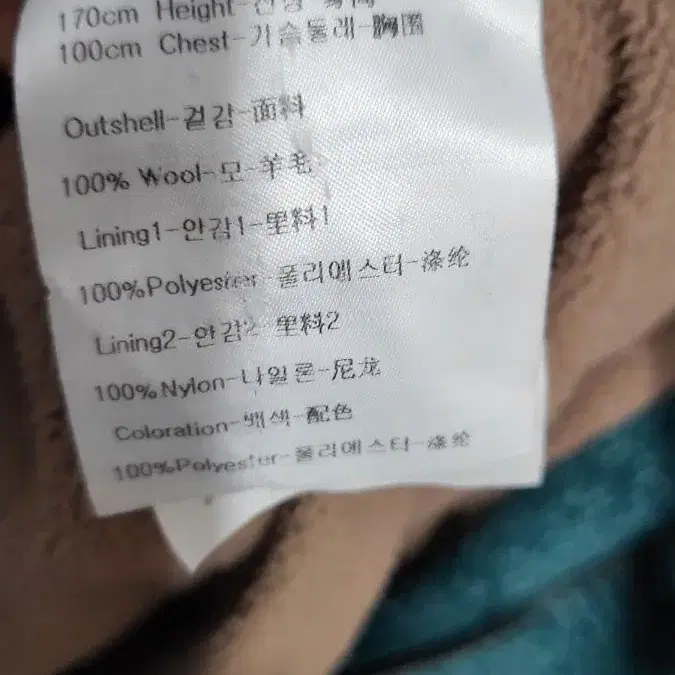 170cm Height-신장-身高
100cm Chest-가슴둘레-胸围
Outshell-겉감-面料
100% Wool-모-羊毛
Lining1-안감1-里料1
100%Polyester-폴리에스터-涤纶
Lining2-안감2-里料2
100%Nylon-나일론-尼龙
Coloration-배색-配色
100%Polyester-폴리에스터-涤纶